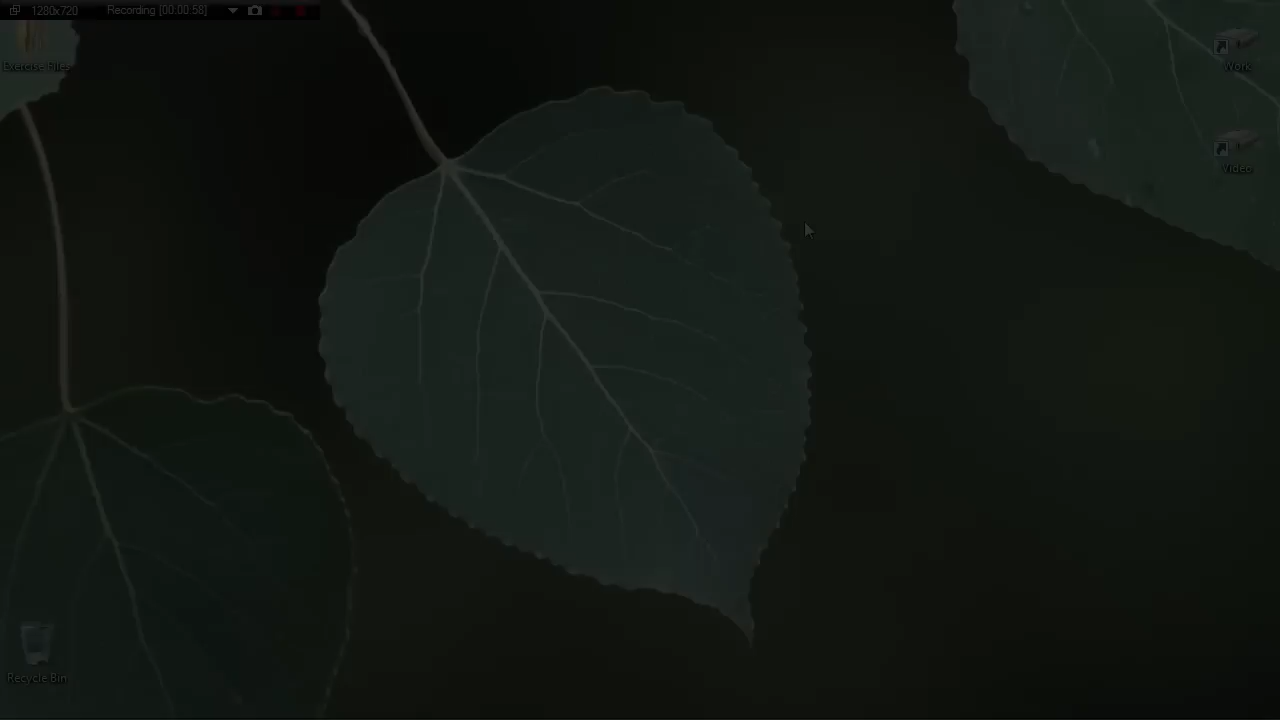 1280x720 Recording [00:00:58]
Exercise Files
Work
Video
Recycle Bin